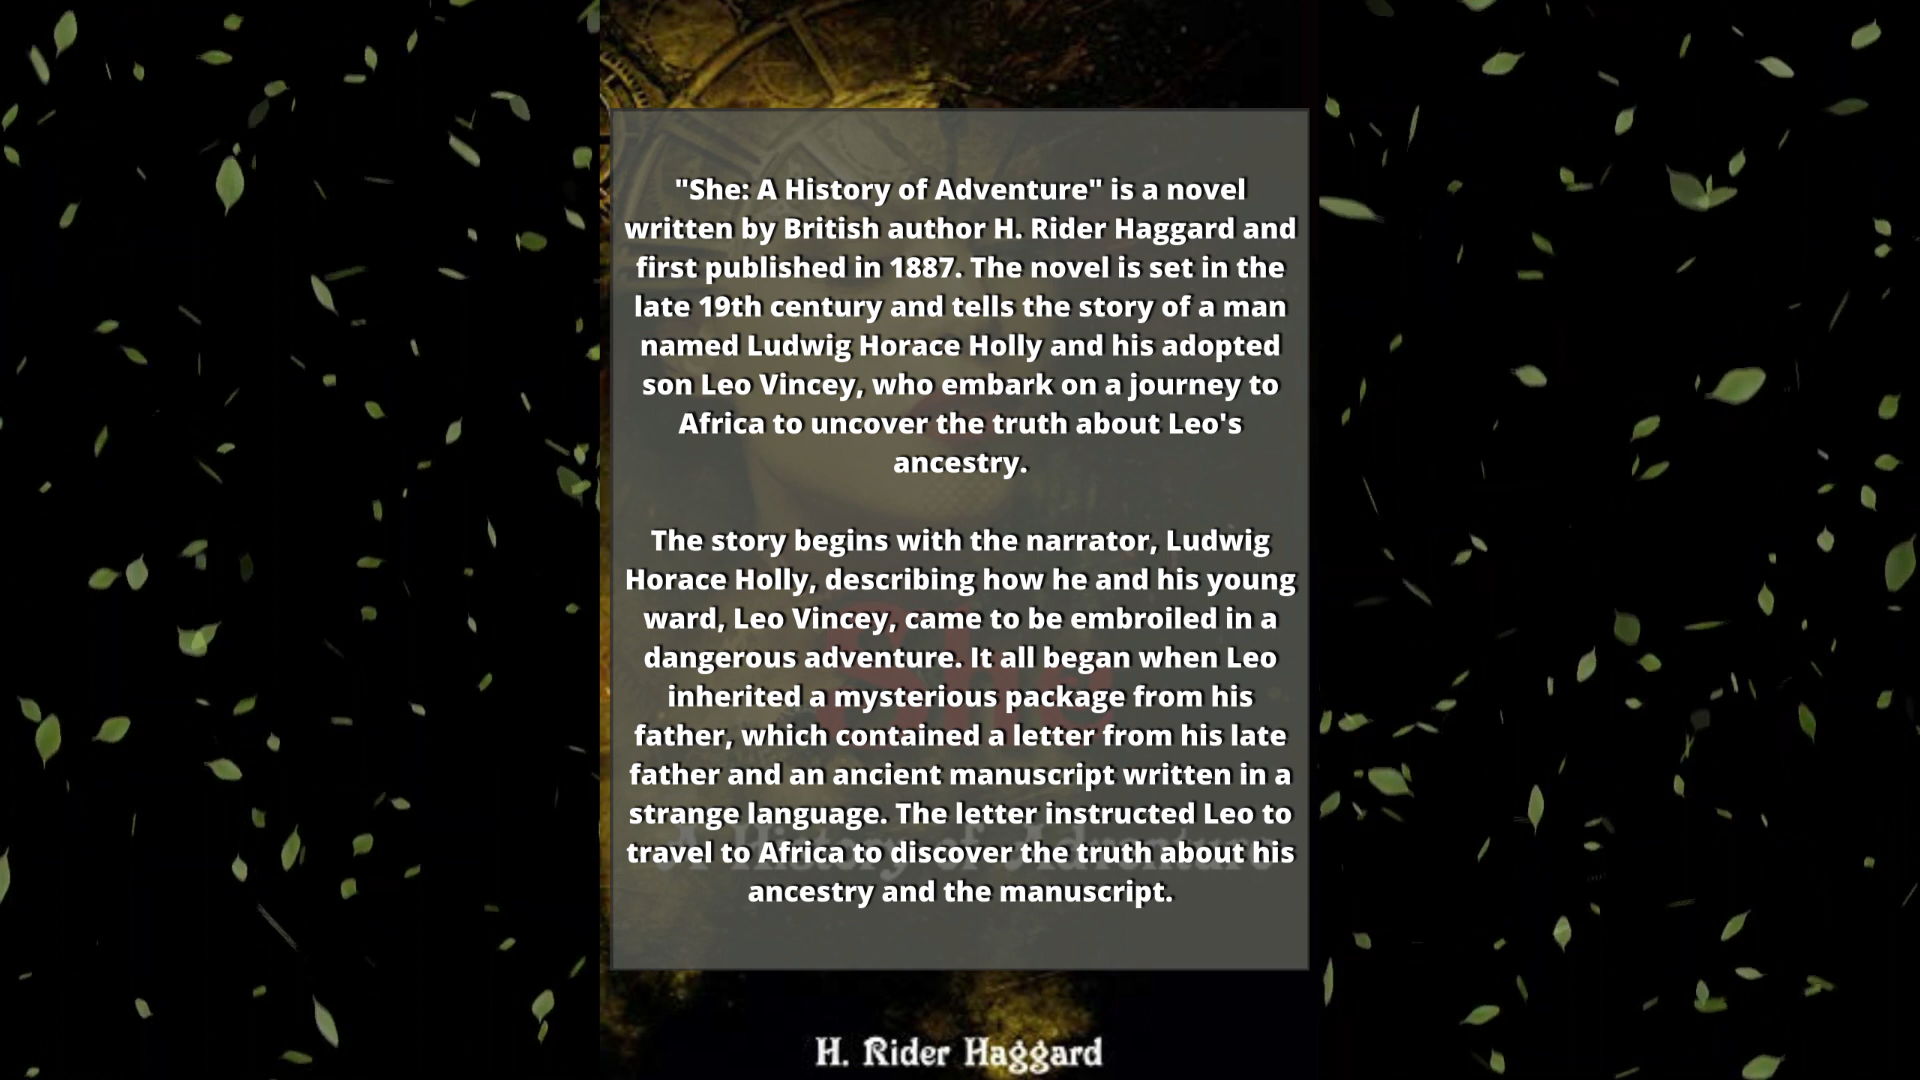 "She: A History of Adventure" is a novel
written by British author H. Rider Haggard and
first published in 1887. The novel is set in the
late 19th century and tells the story of a man
named Ludwig Horace Holly and his adopted
son Leo Vincey, who embark on a journey to
Africa to uncover the truth about Leo's
ancestry.
The story begins with the narrator, Ludwig
Horace Holly, describing how he and his young
ward, Leo Vincey, came to be embroiled in a
dangerous adventure. It all began when Leo
inherited a mysterious package from his
father, which contained a letter from his late
father and an ancient manuscript written in a
strange language. The letter instructed Leo to
travel to Africa to discover the truth about his
ancestry and the manuscript.
She
A History of Adventure
H. Rider Haggard